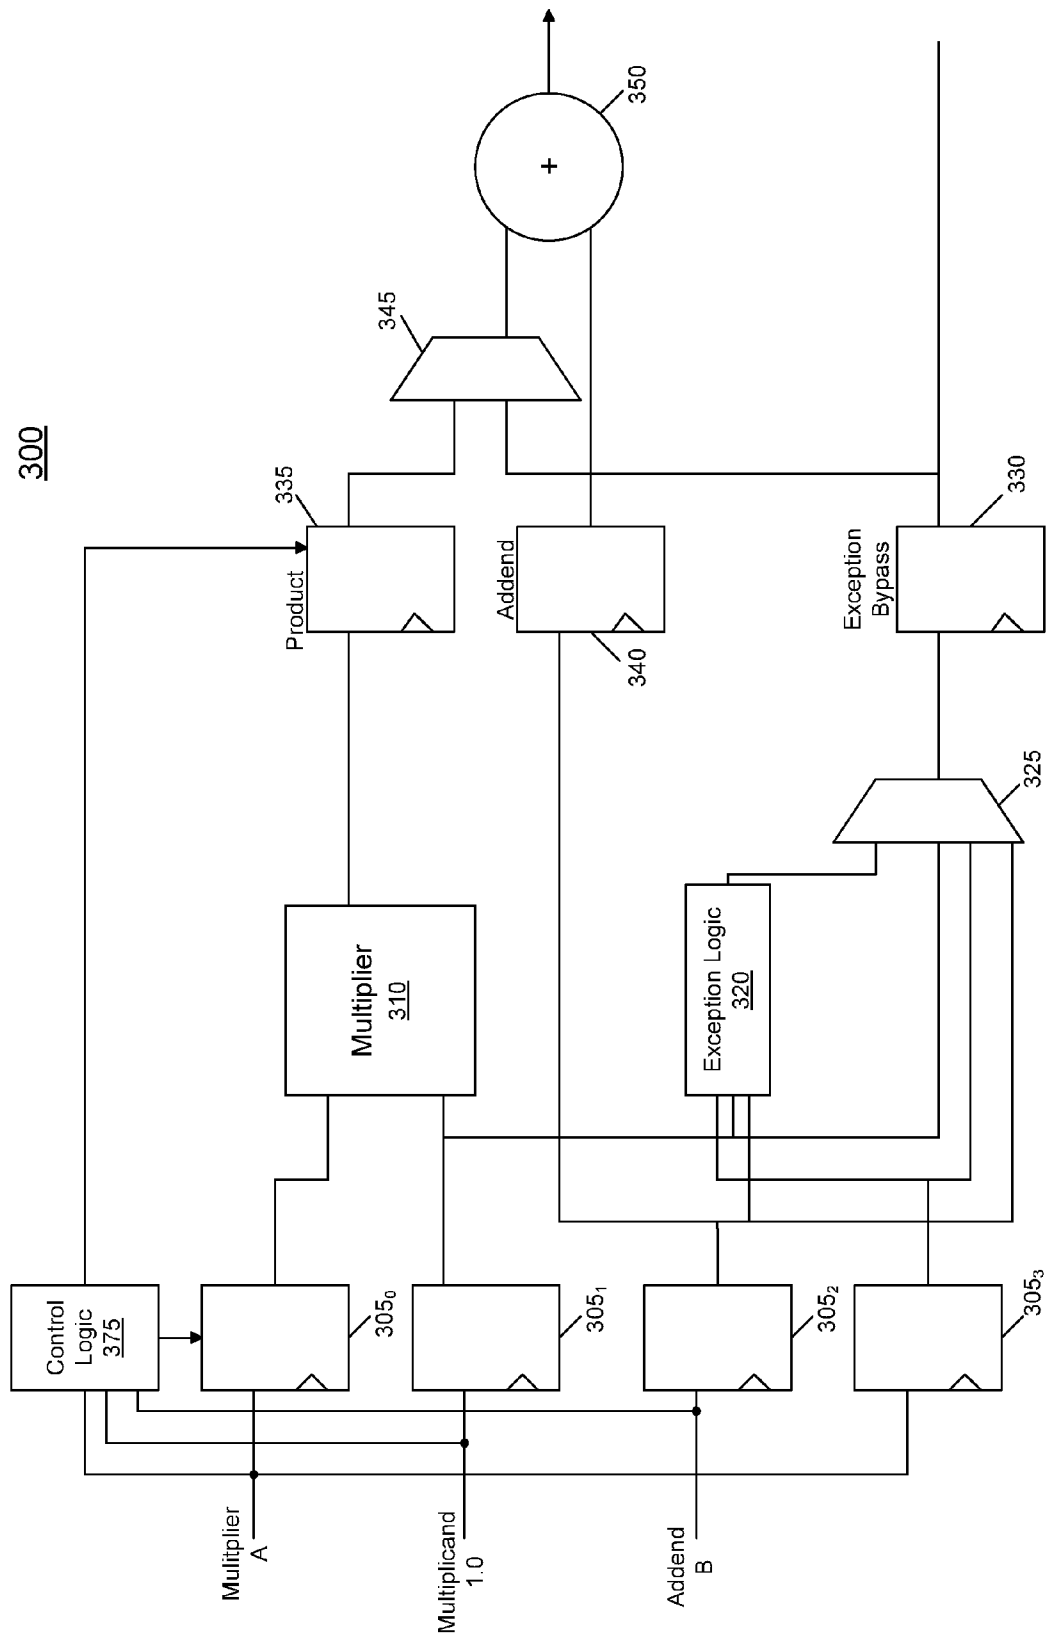 300
Control
Logic
375
Mulitplier
A
Multiplicand
1.0
Addend
B
305₀
305₁
305₂
305₃
Multiplier
310
Exception Logic
320
325
Product
335
Addend
340
Exception
Bypass
330
345
+
350